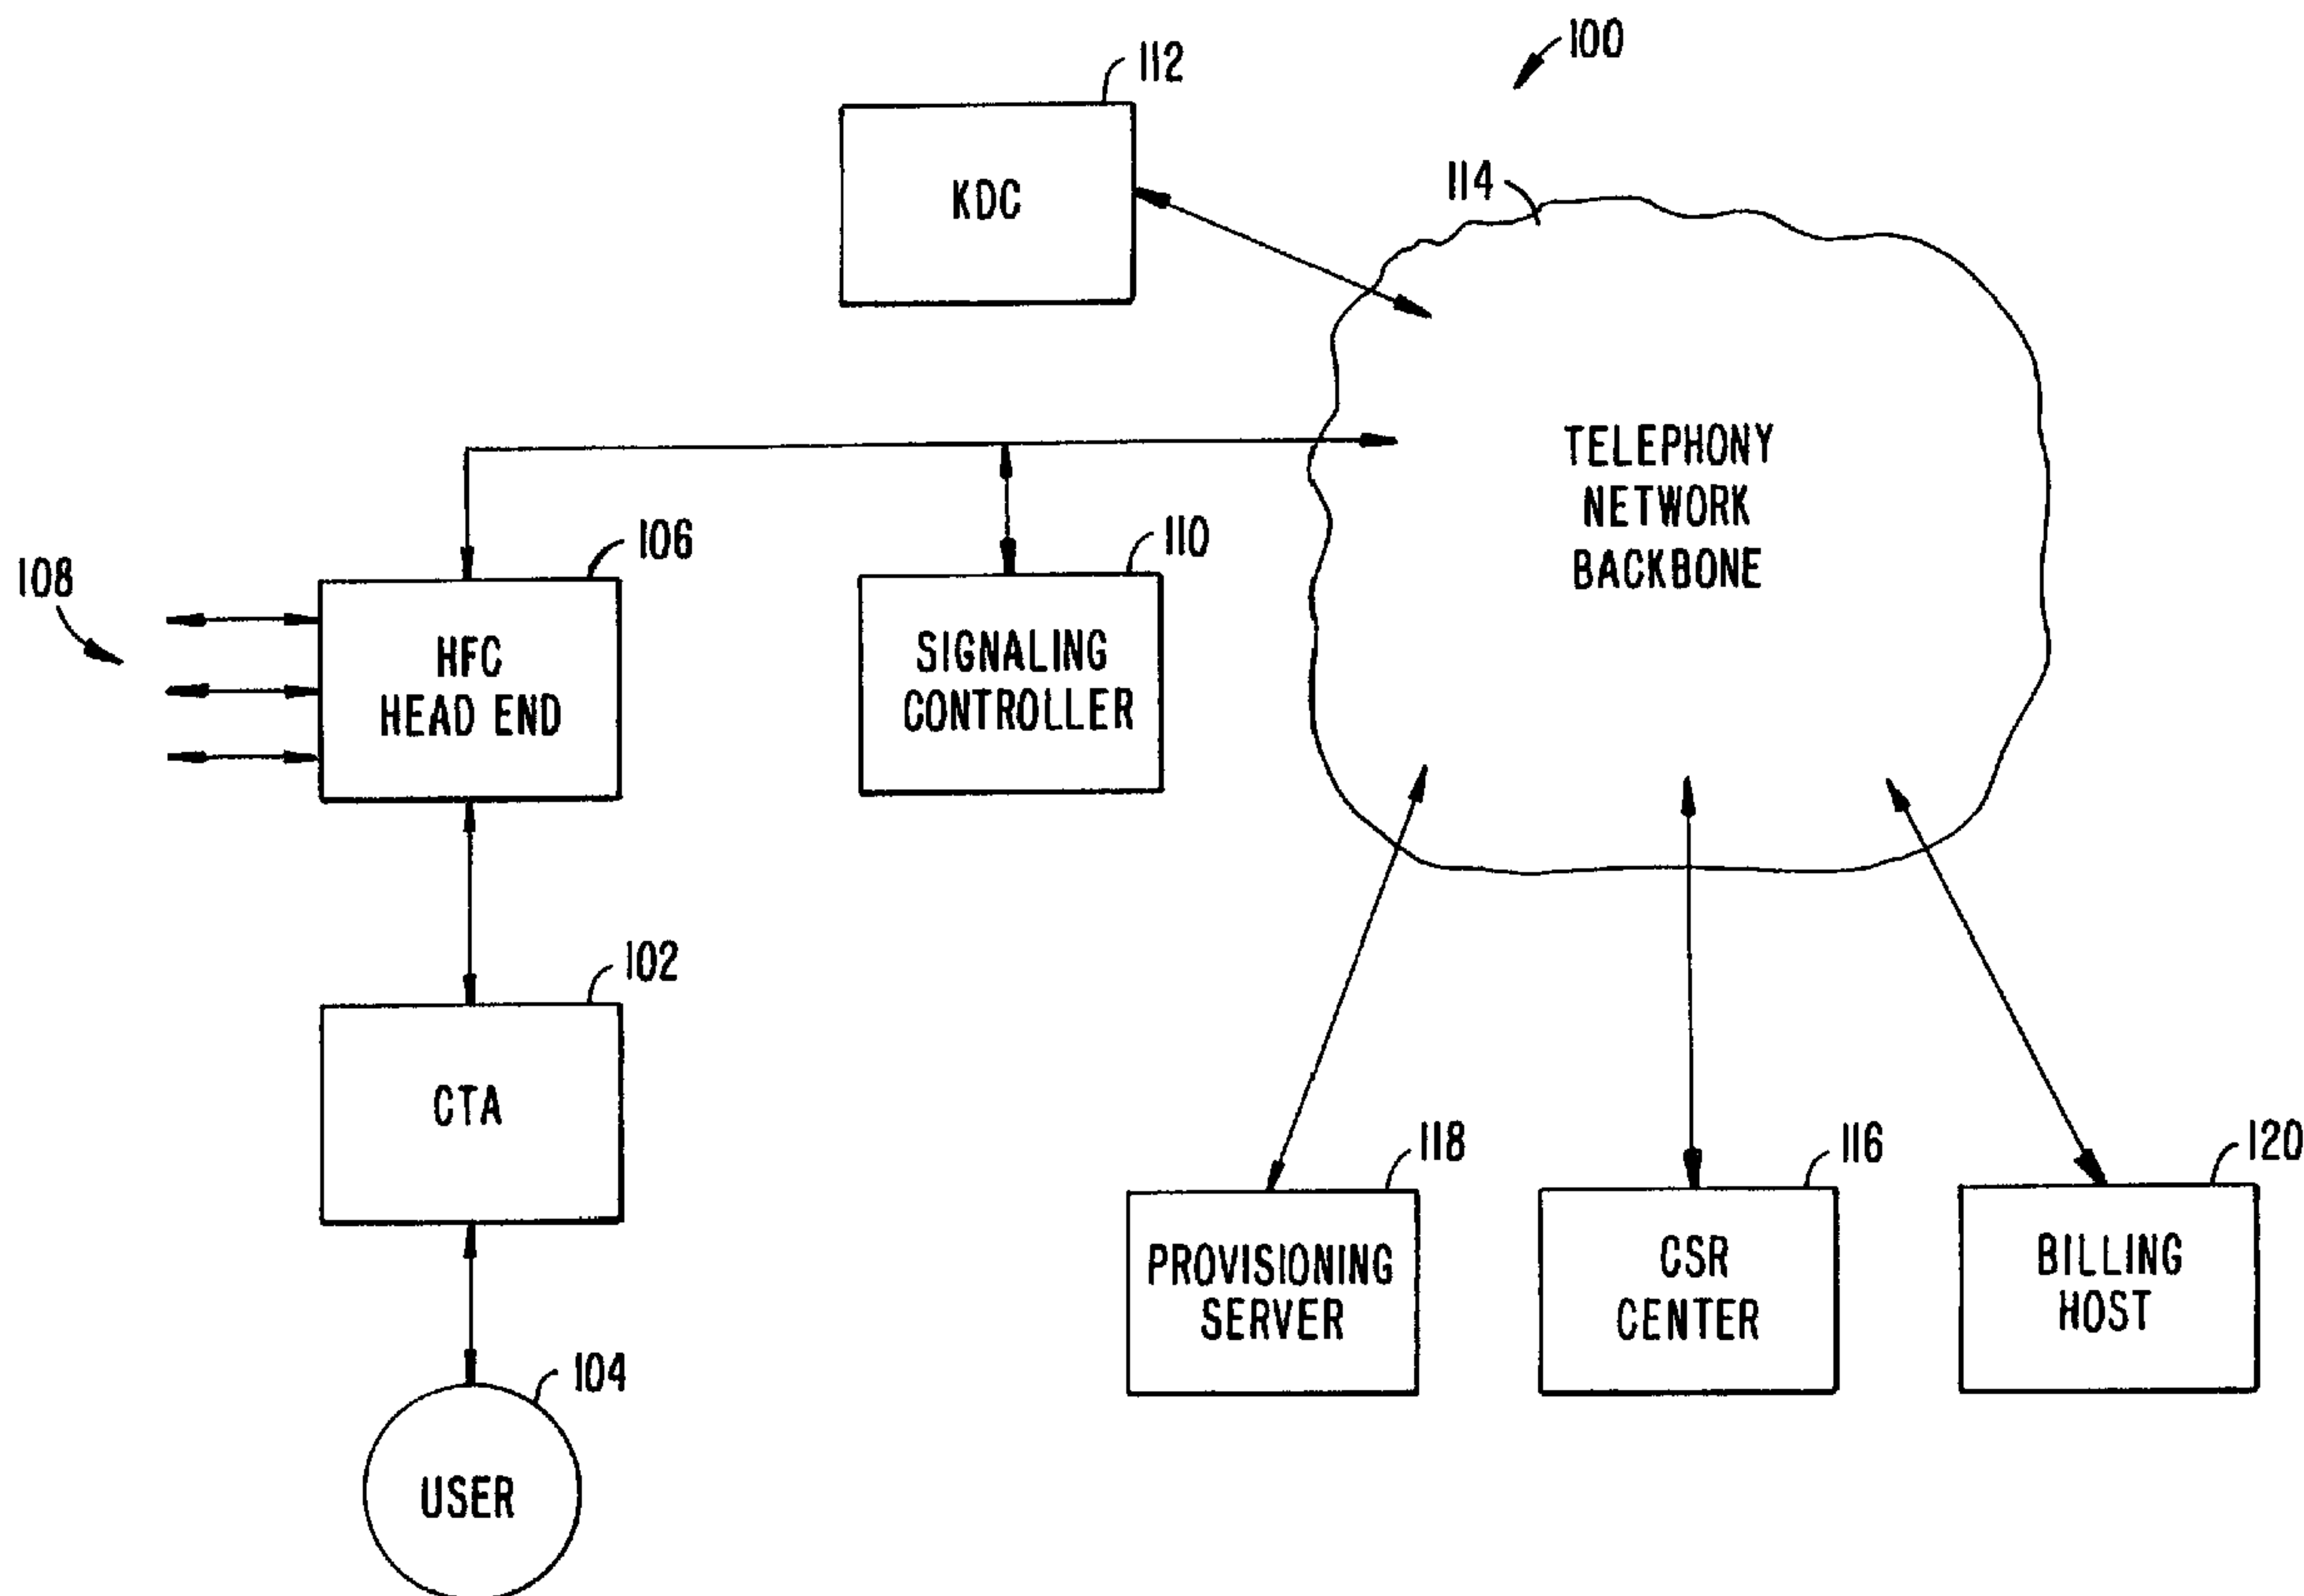 100
112
KDC
114
TELEPHONY
NETWORK
BACKBONE
106
110
108
HFC
HEAD END
SIGNALING
CONTROLLER
102
CTA
118
116
120
PROVISIONING
SERVER
CSR
CENTER
BILLING
HOST
104
USER